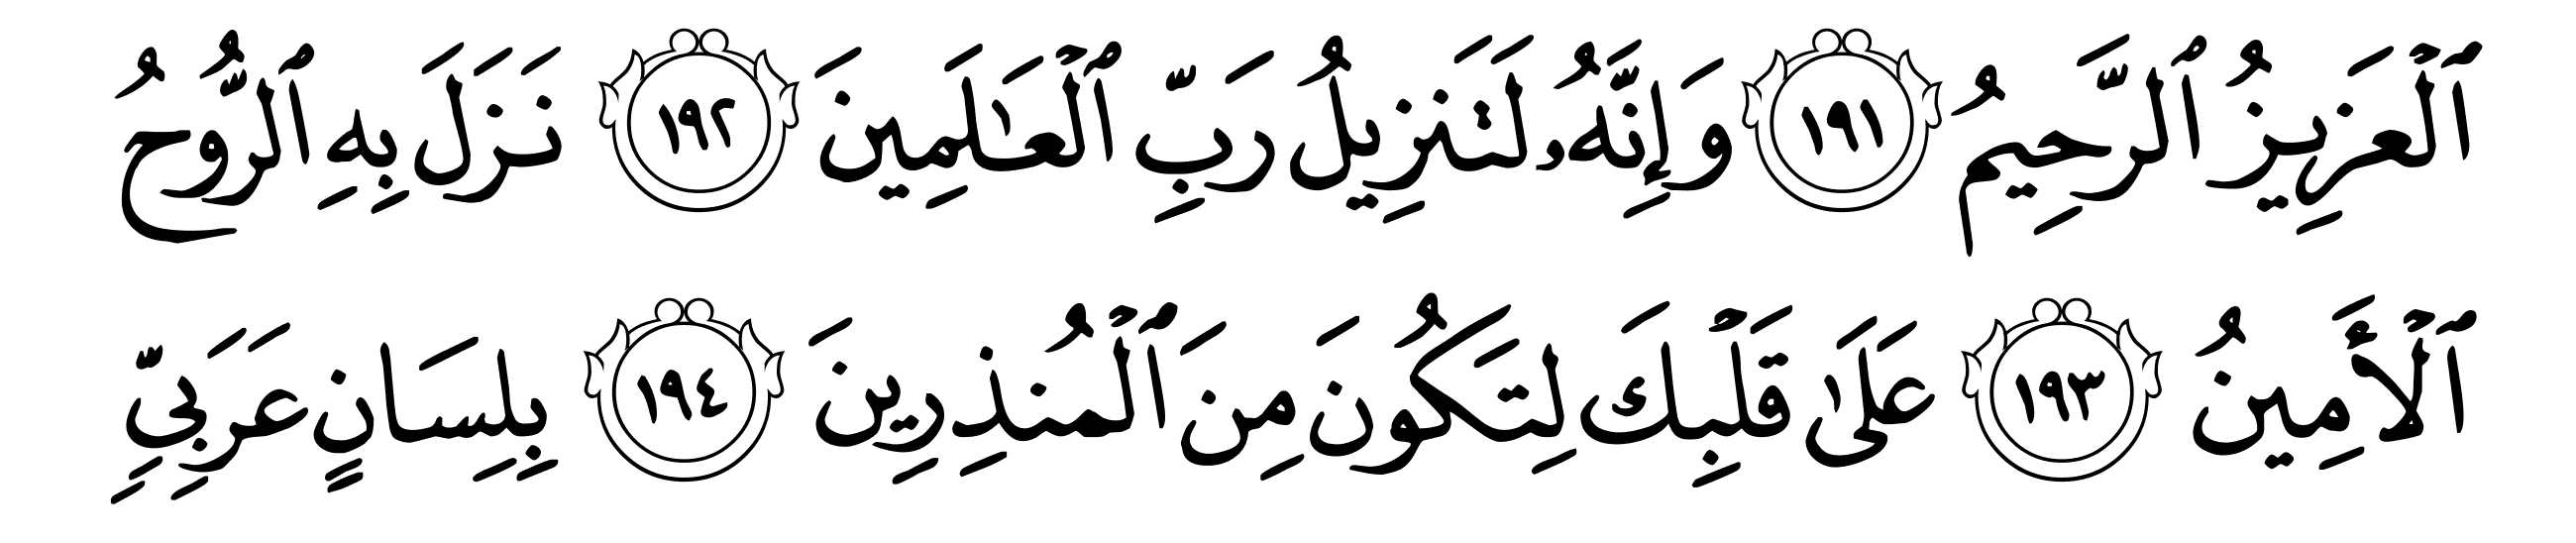 ٱلْعَزِيزُ ٱلرَّحِيمُ ١٩١ وَإِنَّهُۥ لَتَنزِيلُ رَبِّ ٱلْعَـٰلَمِينَ ١٩٢ نَزَلَ بِهِ ٱلرُّوحُ
ٱلْأَمِينُ ١٩٣ عَلَىٰ قَلْبِكَ لِتَكُونَ مِنَ ٱلْمُنذِرِينَ ١٩٤ بِلِسَانٍ عَرَبِىٍّ